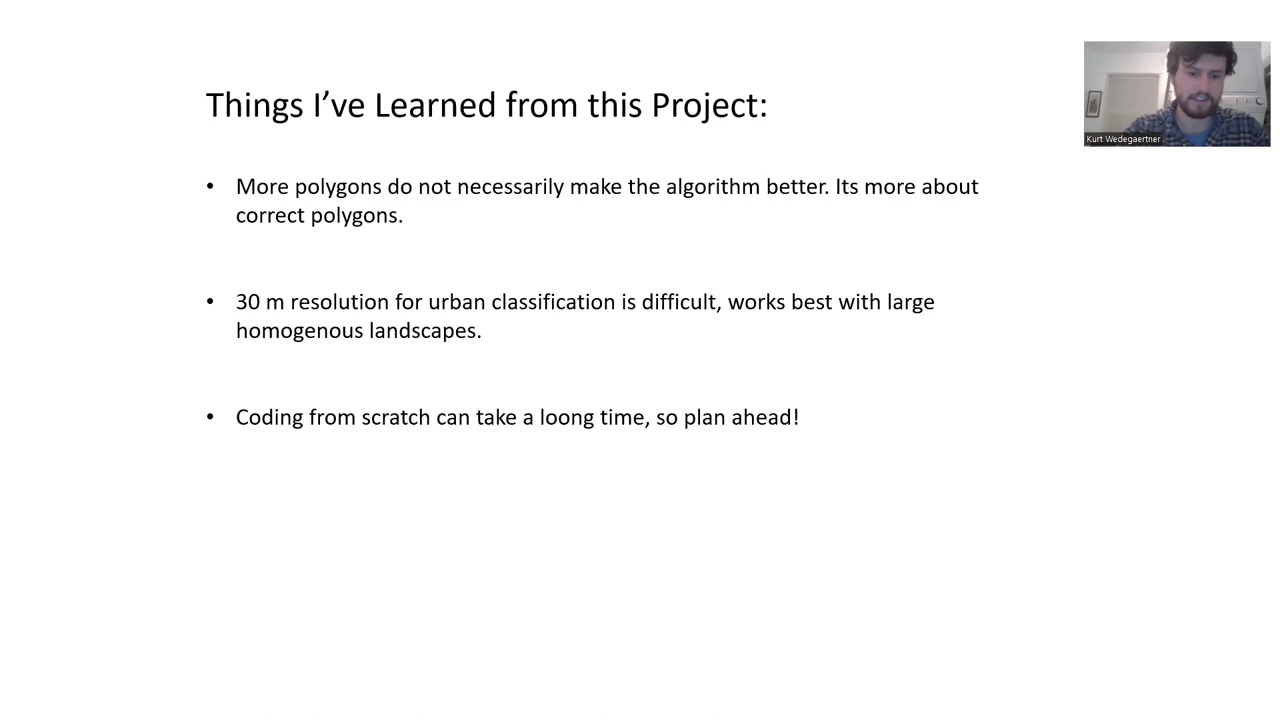 Things I’ve Learned from this Project:
Kurt Wedegaertner
• More polygons do not necessarily make the algorithm better. Its more about
correct polygons.
• 30 m resolution for urban classification is difficult, works best with large
homogenous landscapes.
• Coding from scratch can take a loong time, so plan ahead!